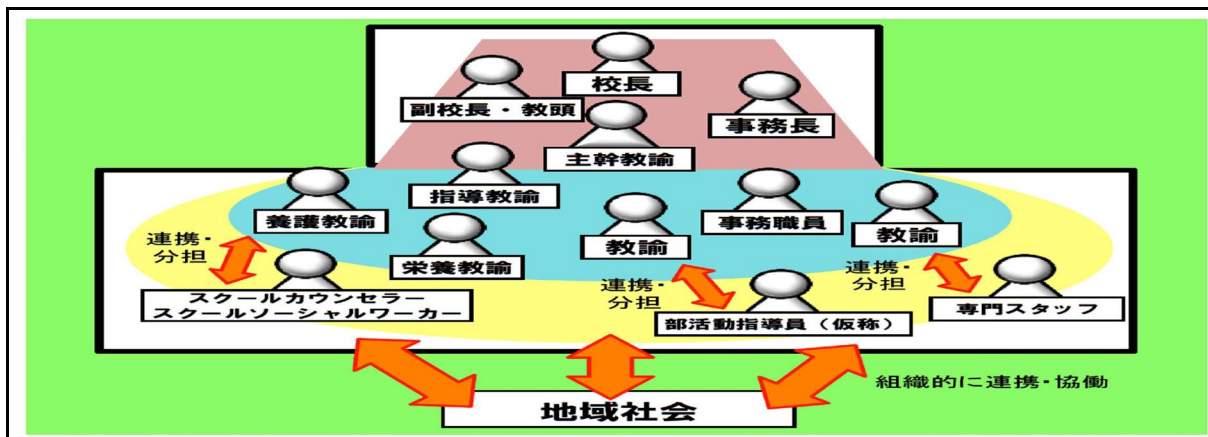 校長
副校長・教頭
事務長
主幹教諭
指導教諭
養護教諭
事務職員
教諭
教諭
栄養教諭
連携・
分担
連携・
分担
連携・
分担
スクールカウンセラー
スクールソーシャルワーカー
部活動指導員（仮称）
専門スタッフ
組織的に連携・協働
地域社会